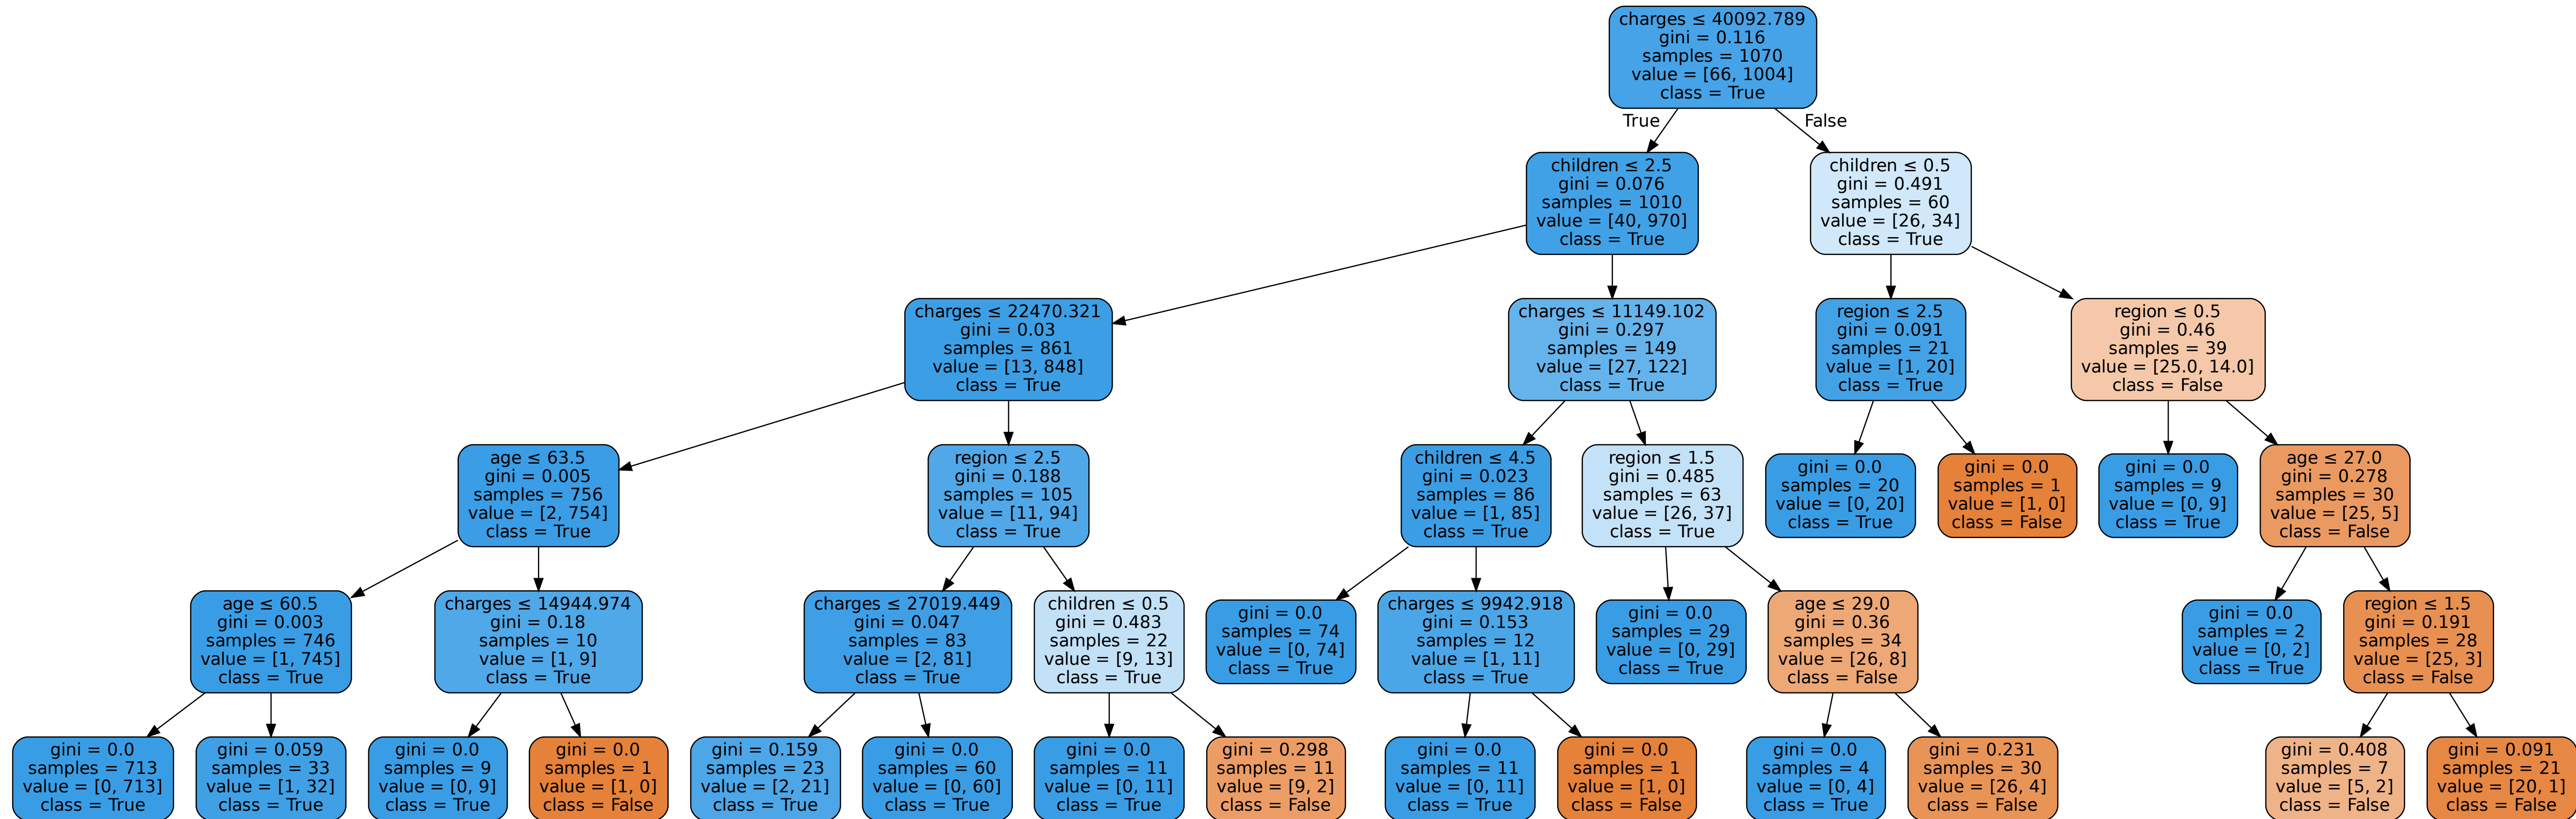 charges ≤ 40092.789
gini = 0.116
samples = 1070
value = [66, 1004]
class = True
True
False
children ≤ 2.5
gini = 0.076
samples = 1010
value = [40, 970]
class = True
children ≤ 0.5
gini = 0.491
samples = 60
value = [26, 34]
class = True
charges ≤ 22470.321
gini = 0.03
samples = 861
value = [13, 848]
class = True
charges ≤ 11149.102
gini = 0.297
samples = 149
value = [27, 122]
class = True
region ≤ 2.5
gini = 0.091
samples = 21
value = [1, 20]
class = True
region ≤ 0.5
gini = 0.46
samples = 39
value = [25.0, 14.0]
class = False
age ≤ 63.5
gini = 0.005
samples = 756
value = [2, 754]
class = True
region ≤ 2.5
gini = 0.188
samples = 105
value = [11, 94]
class = True
children ≤ 4.5
gini = 0.023
samples = 86
value = [1, 85]
class = True
region ≤ 1.5
gini = 0.485
samples = 63
value = [26, 37]
class = True
gini = 0.0
samples = 20
value = [0, 20]
class = True
gini = 0.0
samples = 1
value = [1, 0]
class = False
gini = 0.0
samples = 9
value = [0, 9]
class = True
age ≤ 27.0
gini = 0.278
samples = 30
value = [25, 5]
class = False
age ≤ 60.5
gini = 0.003
samples = 746
value = [1, 745]
class = True
charges ≤ 14944.974
gini = 0.18
samples = 10
value = [1, 9]
class = True
charges ≤ 27019.449
gini = 0.047
samples = 83
value = [2, 81]
class = True
children ≤ 0.5
gini = 0.483
samples = 22
value = [9, 13]
class = True
gini = 0.0
samples = 74
value = [0, 74]
class = True
charges ≤ 9942.918
gini = 0.153
samples = 12
value = [1, 11]
class = True
gini = 0.0
samples = 29
value = [0, 29]
class = True
age ≤ 29.0
gini = 0.36
samples = 34
value = [26, 8]
class = False
gini = 0.0
samples = 2
value = [0, 2]
class = True
region ≤ 1.5
gini = 0.191
samples = 28
value = [25, 3]
class = False
gini = 0.0
samples = 713
value = [0, 713]
class = True
gini = 0.059
samples = 33
value = [1, 32]
class = True
gini = 0.0
samples = 9
value = [0, 9]
class = True
gini = 0.0
samples = 1
value = [1, 0]
class = False
gini = 0.159
samples = 23
value = [2, 21]
class = True
gini = 0.0
samples = 60
value = [0, 60]
class = True
gini = 0.0
samples = 11
value = [0, 11]
class = True
gini = 0.298
samples = 11
value = [9, 2]
class = False
gini = 0.0
samples = 11
value = [0, 11]
class = True
gini = 0.0
samples = 1
value = [1, 0]
class = False
gini = 0.0
samples = 4
value = [0, 4]
class = True
gini = 0.231
samples = 30
value = [26, 4]
class = False
gini = 0.408
samples = 7
value = [5, 2]
class = False
gini = 0.091
samples = 21
value = [20, 1]
class = False